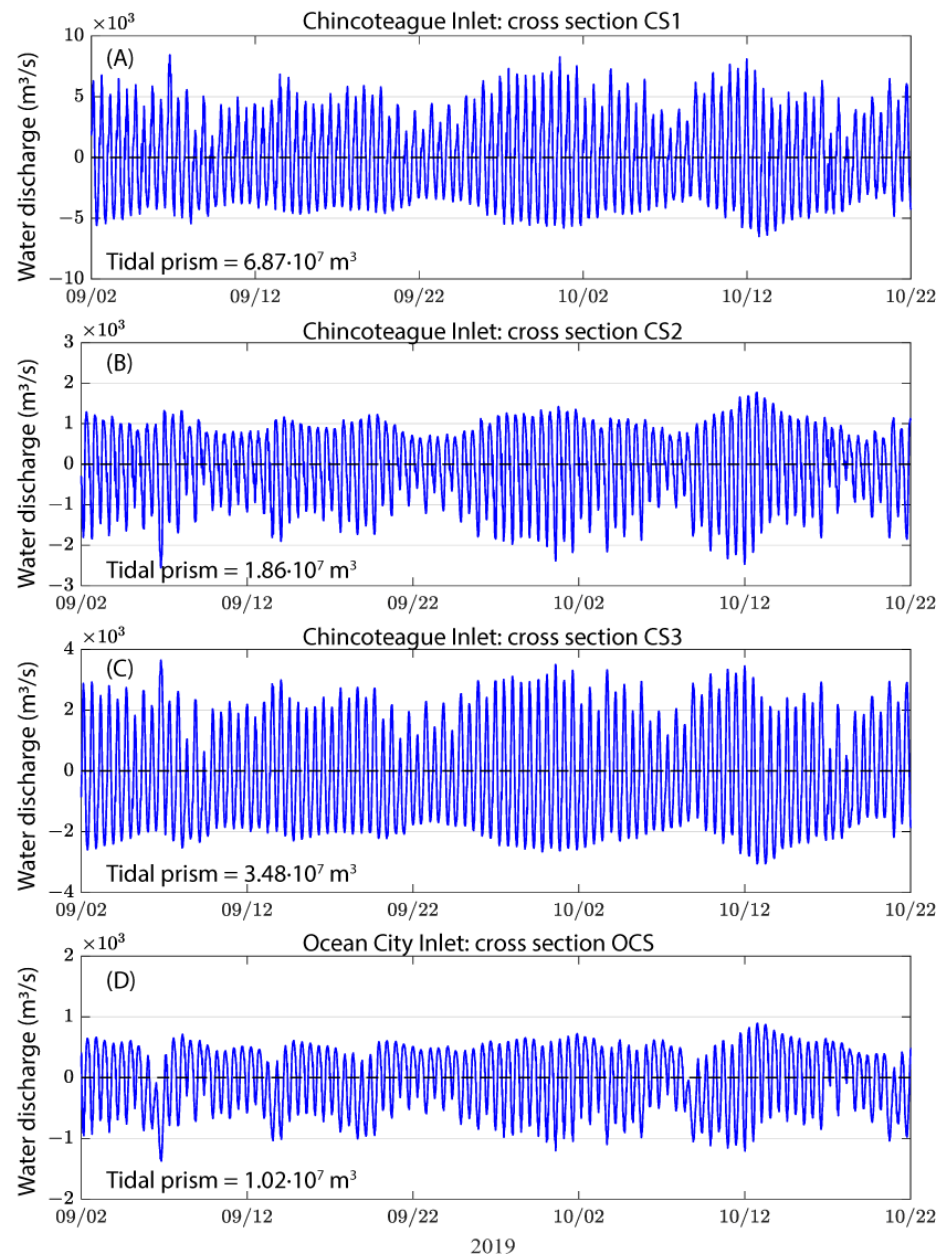 Chincoteague Inlet: cross section CS1
×10³
(A)
Water discharge (m³/s)
10
5
0
−5
−10
Tidal prism = 6.87·10⁷ m³
09/02 09/12 09/22 10/02 10/12 10/22
Chincoteague Inlet: cross section CS2
×10³
(B)
Water discharge (m³/s)
3
2
1
0
−1
−2
−3
Tidal prism = 1.86·10⁷ m³
09/02 09/12 09/22 10/02 10/12 10/22
Chincoteague Inlet: cross section CS3
×10³
(C)
Water discharge (m³/s)
4
2
0
−2
−4
Tidal prism = 3.48·10⁷ m³
09/02 09/12 09/22 10/02 10/12 10/22
Ocean City Inlet: cross section OCS
×10³
(D)
Water discharge (m³/s)
2
1
0
−1
−2
Tidal prism = 1.02·10⁷ m³
09/02 09/12 09/22 10/02 10/12 10/22
2019